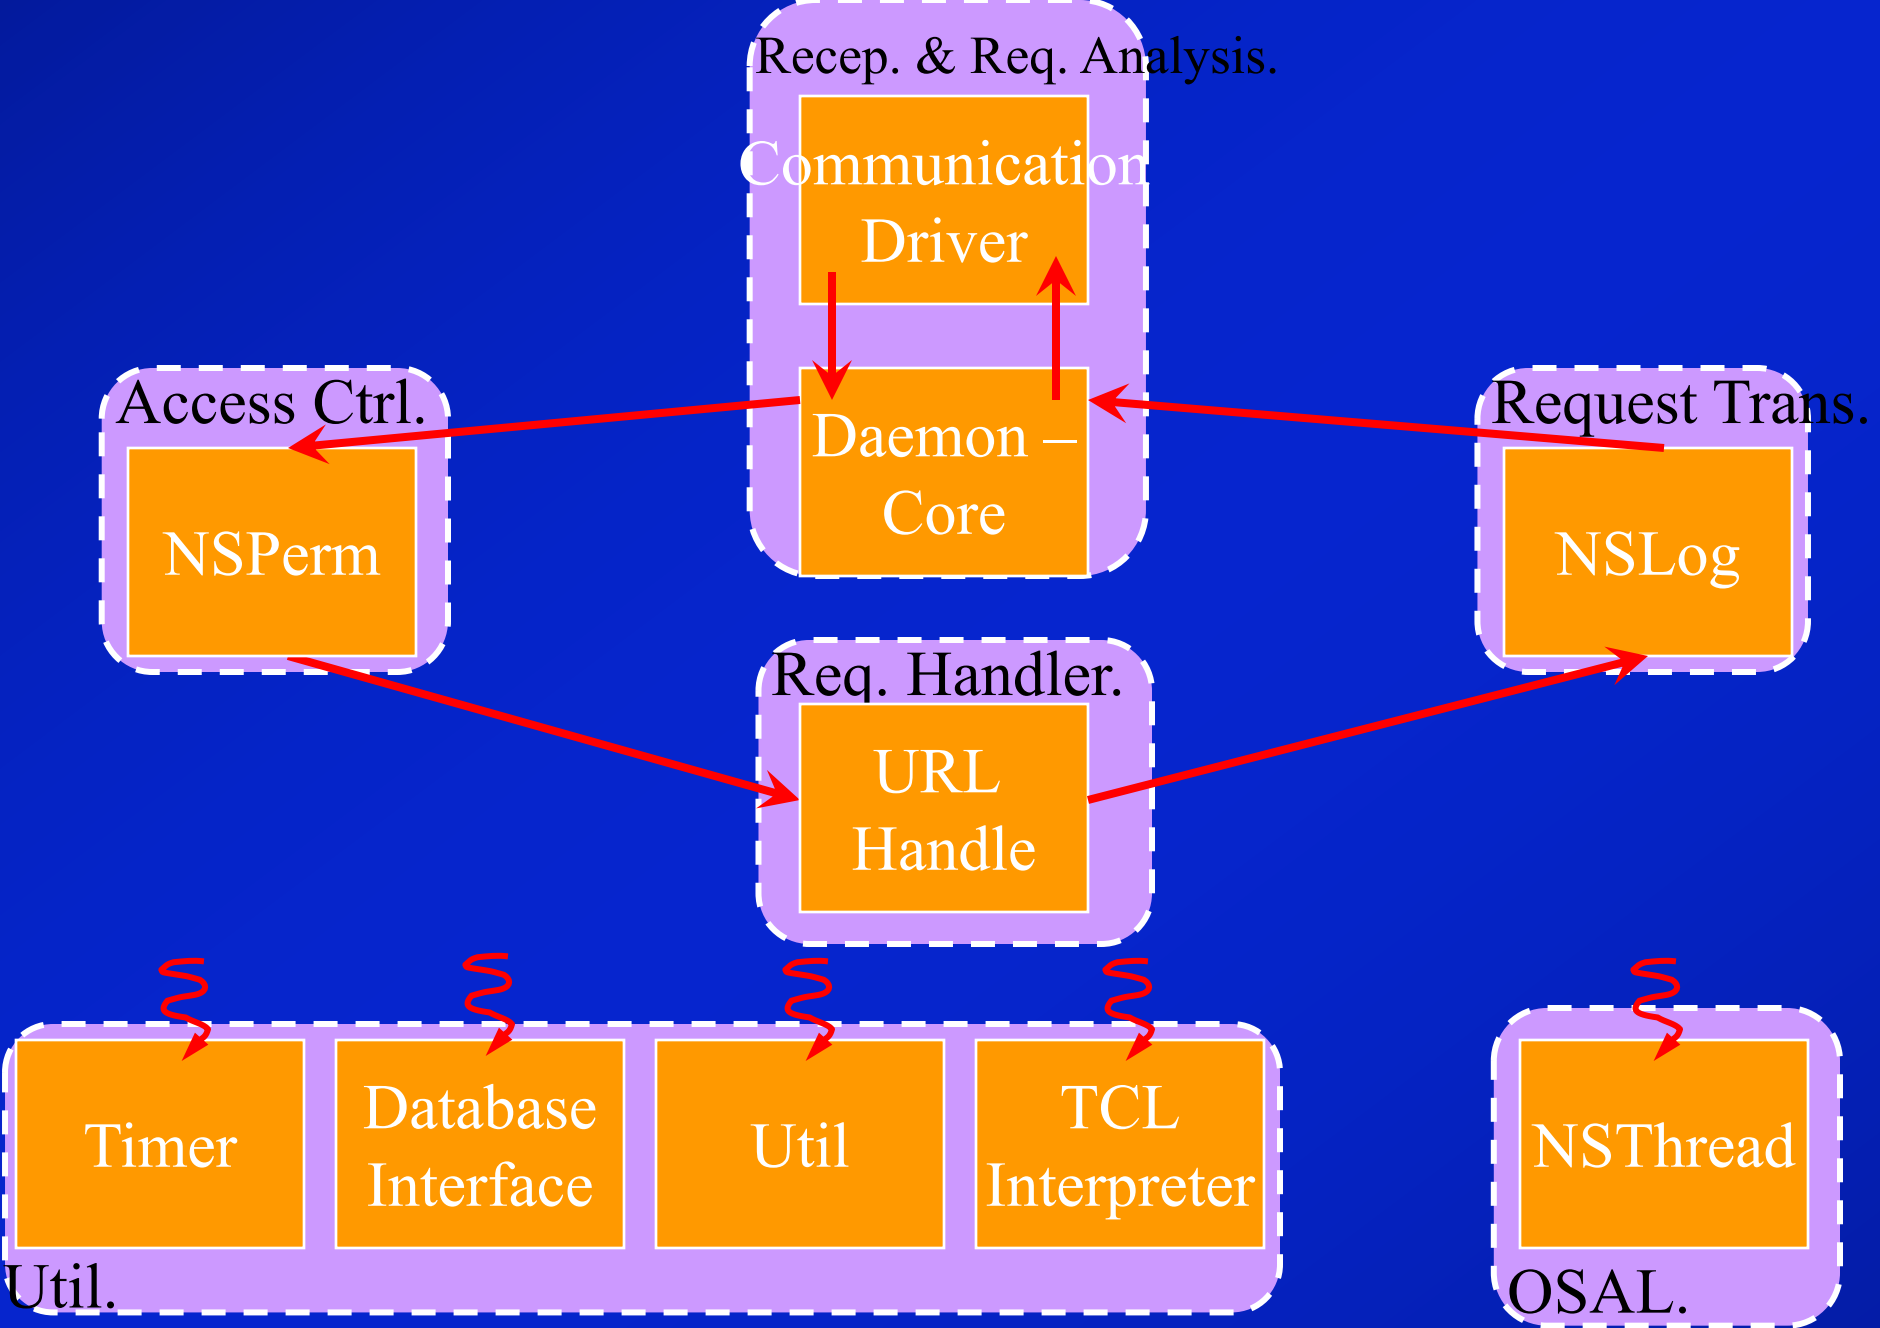 Recep. & Req. Analysis.
Communication
Driver
Daemon –
Core
Access Ctrl.
NSPerm
Request Trans.
NSLog
Req. Handler.
URL
Handle
Timer
Database
Interface
Util
TCL
Interpreter
Util.
NSThread
OSAL.